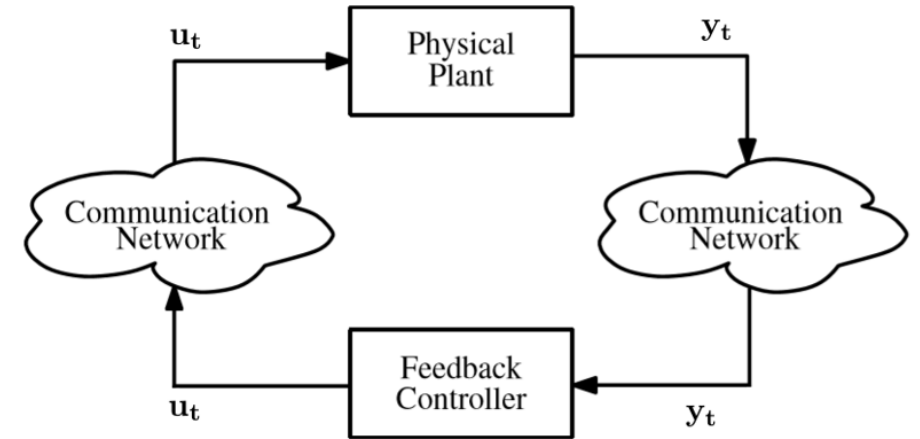 u_t
Physical
Plant
y_t
Communication
Network
Communication
Network
Feedback
Controller
u_t
y_t